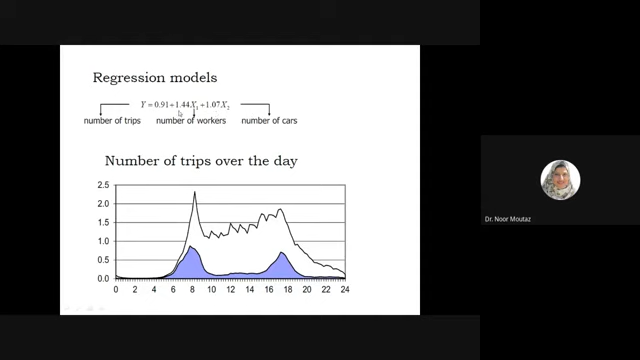 Regression models
Y = 0.91+1.44X₁+1.07X₂
number of trips
number of workers
number of cars
Number of trips over the day
2.5
2.0
1.5
1.0
0.5
0.0
0 2 4 6 8 10 12 14 16 18 20 22 24
Dr. Noor Moutaz